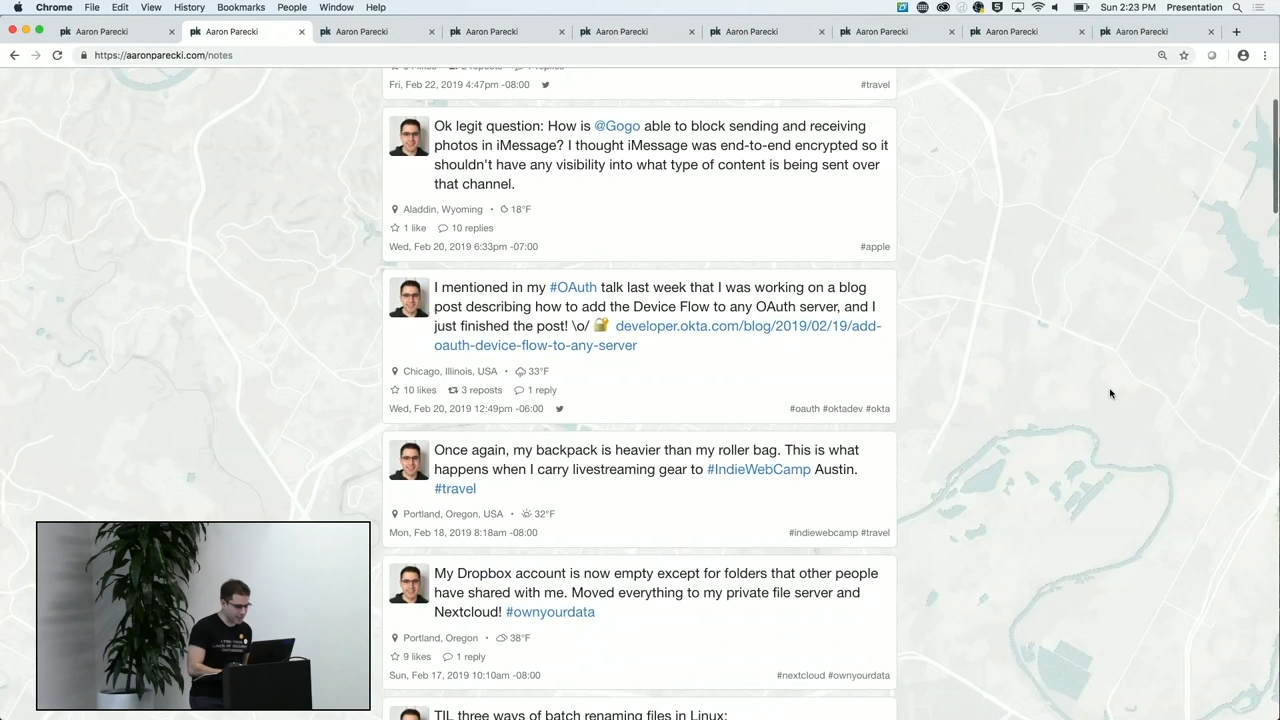 Chrome File Edit View History Bookmarks People Window Help Sun 2:23 PM Presentation
pk Aaron Parecki × pk Aaron Parecki × pk Aaron Parecki × pk Aaron Parecki × pk Aaron Parecki × pk Aaron Parecki × pk Aaron Parecki × pk Aaron Parecki × pk Aaron Parecki × +
https://aaronparecki.com/notes
Fri, Feb 22, 2019 4:47pm -08:00 #travel
Ok legit question: How is @Gogo able to block sending and receiving
photos in iMessage? I thought iMessage was end-to-end encrypted so it
shouldn't have any visibility into what type of content is being sent over
that channel.
Aladdin, Wyoming • 18°F
1 like 10 replies
Wed, Feb 20, 2019 6:33pm -07:00 #apple
I mentioned in my #OAuth talk last week that I was working on a blog
post describing how to add the Device Flow to any OAuth server, and I
just finished the post! \o/ 🔐 developer.okta.com/blog/2019/02/19/add-
oauth-device-flow-to-any-server
Chicago, Illinois, USA • 33°F
10 likes 3 reposts 1 reply
Wed, Feb 20, 2019 12:49pm -06:00 #oauth #oktadev #okta
Once again, my backpack is heavier than my roller bag. This is what
happens when I carry livestreaming gear to #IndieWebCamp Austin.
#travel
Portland, Oregon, USA • 32°F
Mon, Feb 18, 2019 8:18am -08:00 #indiewebcamp #travel
My Dropbox account is now empty except for folders that other people
have shared with me. Moved everything to my private file server and
Nextcloud! #ownyourdata
Portland, Oregon • 38°F
9 likes 1 reply
Sun, Feb 17, 2019 10:10am -08:00 #nextcloud #ownyourdata
TIL three ways of batch renaming files in Linux: